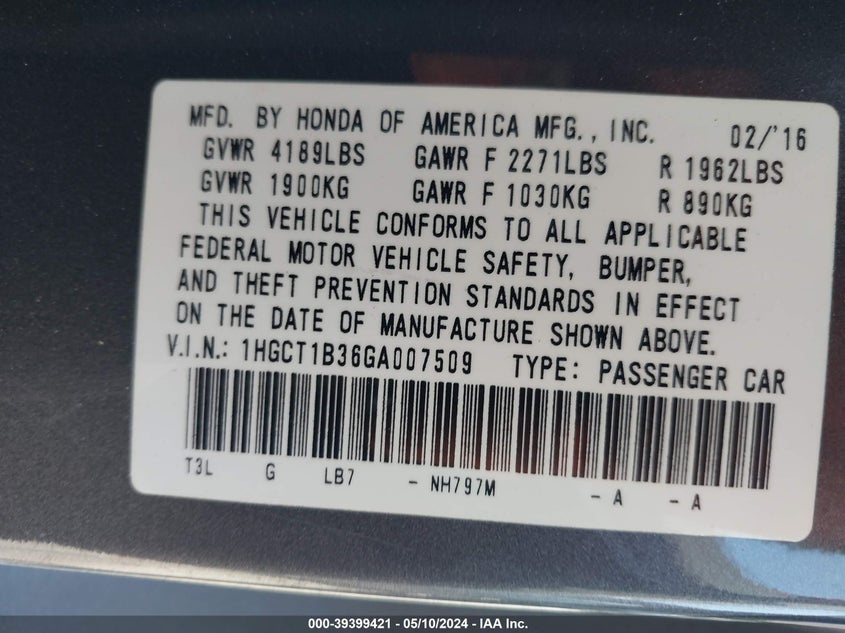 MFD. BY HONDA OF AMERICA MFG., INC. 02/'16
GVWR 4189LBS GAWR F 2271LBS R 1962LBS
GVWR 1900KG GAWR F 1030KG R 890KG
THIS VEHICLE CONFORMS TO ALL APPLICABLE
FEDERAL MOTOR VEHICLE SAFETY, BUMPER,
AND THEFT PREVENTION STANDARDS IN EFFECT
ON THE DATE OF MANUFACTURE SHOWN ABOVE.
V.I.N.: 1HGCT1B36GA007509 TYPE: PASSENGER CAR
T3L G LB7 - NH797M - A - A
000-39399421 – 05/10/2024 – IAA Inc.